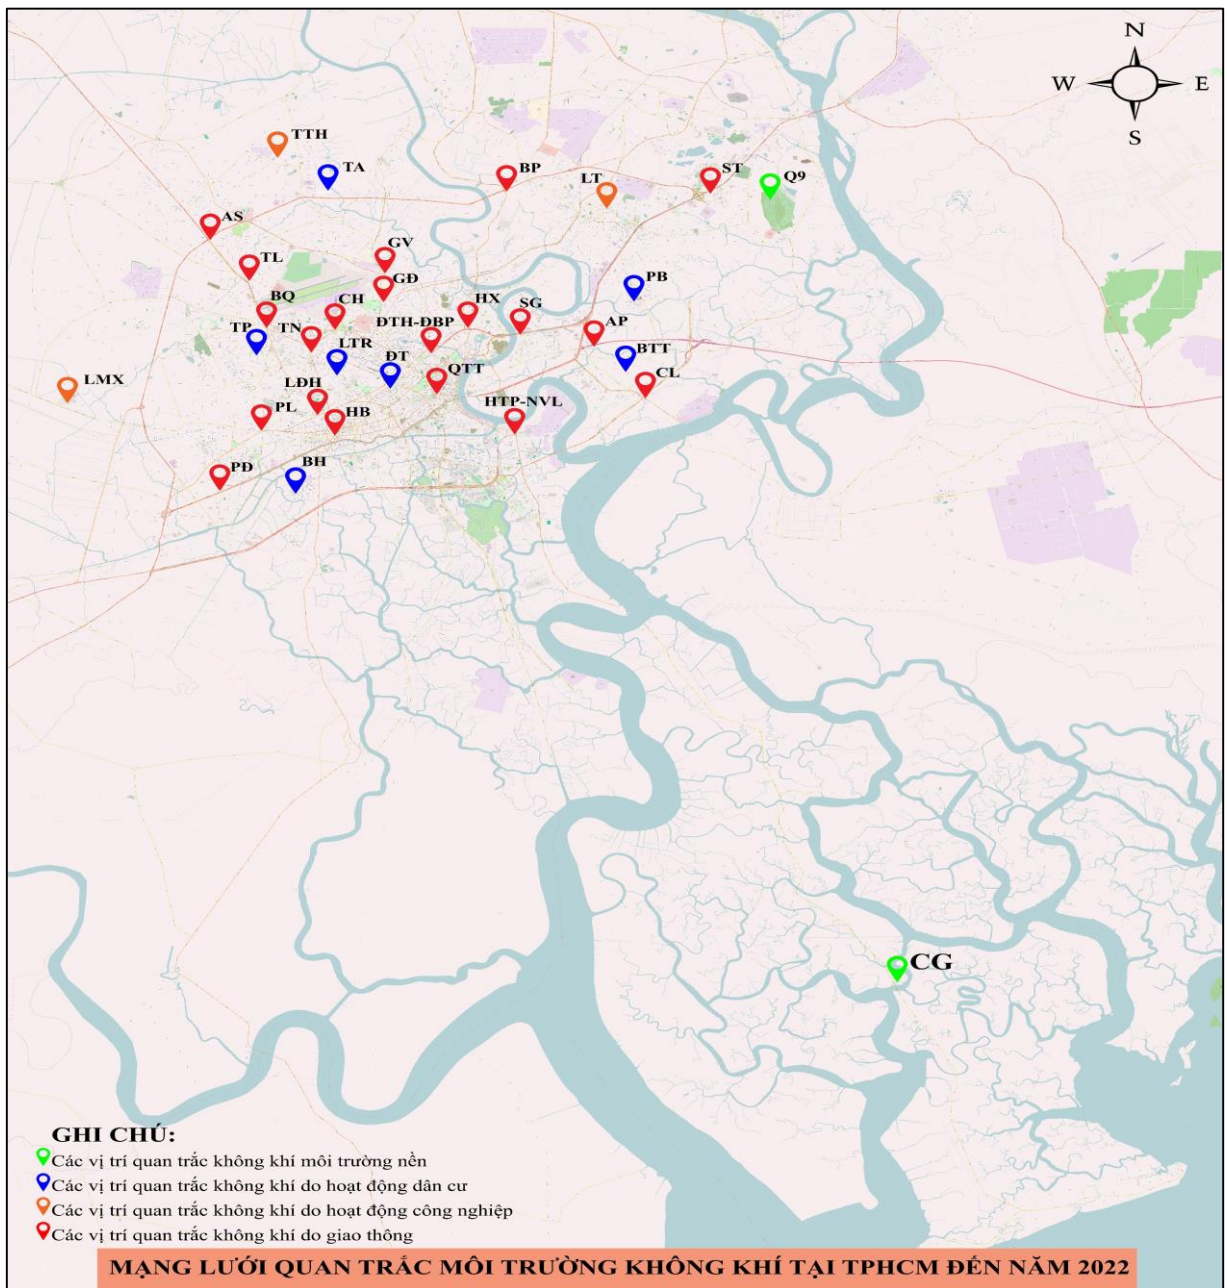 N
W E
S
TTH
TA
BP
LT
ST
Q9
AS
TL
GV
GĐ
PB
BQ
CH
HX
SG
TP
TN
ĐTH-ĐBP
AP
LTR
ĐT
BTT
LMX
QTT
CL
LĐH
PL
HB
HTP-NVL
PĐ
BH
CG
GHI CHÚ:
Các vị trí quan trắc không khí môi trường nền
Các vị trí quan trắc không khí do hoạt động dân cư
Các vị trí quan trắc không khí do hoạt động công nghiệp
Các vị trí quan trắc không khí do giao thông
MẠNG LƯỚI QUAN TRẮC MÔI TRƯỜNG KHÔNG KHÍ TẠI TPHCM ĐẾN NĂM 2022